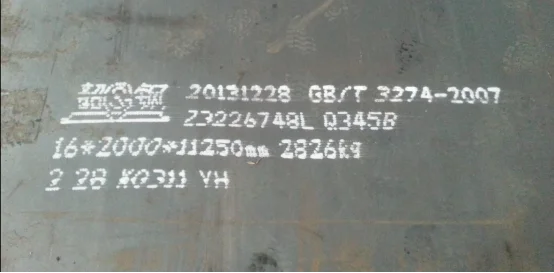 20131228 GB/T 3274-2007
Z3226748L Q345B
16*2000*11250mm 2826kg
2 28 K0311 YH